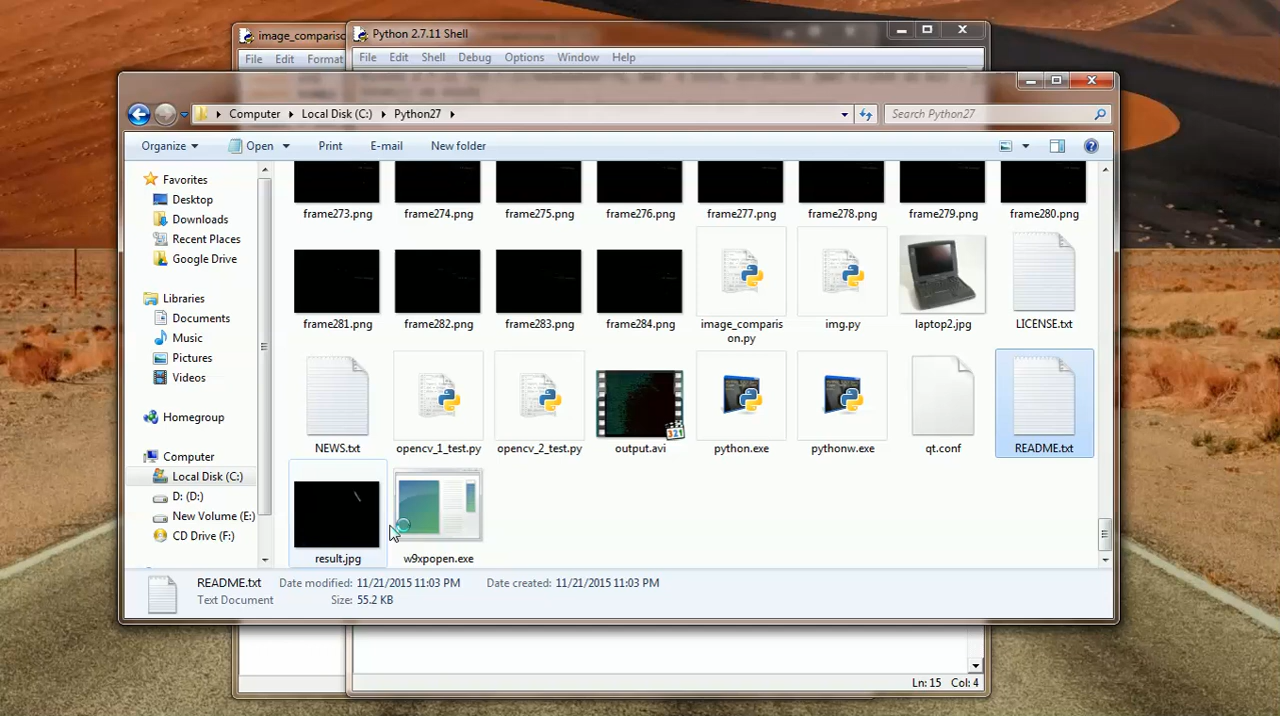 image_compariso
Python 2.7.11 Shell
File Edit Format
File Edit Shell Debug Options Window Help
Computer Local Disk (C:) Python27
Search Python27
Organize Open Print E-mail New folder
Favorites
Desktop
Downloads
Recent Places
Google Drive
Libraries
Documents
Music
Pictures
Videos
Homegroup
Computer
Local Disk (C:)
D: (D:)
New Volume (E:)
CD Drive (F:)
frame273.png frame274.png frame275.png frame276.png frame277.png frame278.png frame279.png frame280.png
frame281.png frame282.png frame283.png frame284.png image_comparis img.py laptop2.jpg LICENSE.txt
on.py
321
NEWS.txt opencv_1_test.py opencv_2_test.py output.avi python.exe pythonw.exe qt.conf README.txt
result.jpg w9xpopen.exe
README.txt Date modified: 11/21/2015 11:03 PM Date created: 11/21/2015 11:03 PM
Text Document Size: 55.2 KB
Ln: 15 Col: 4